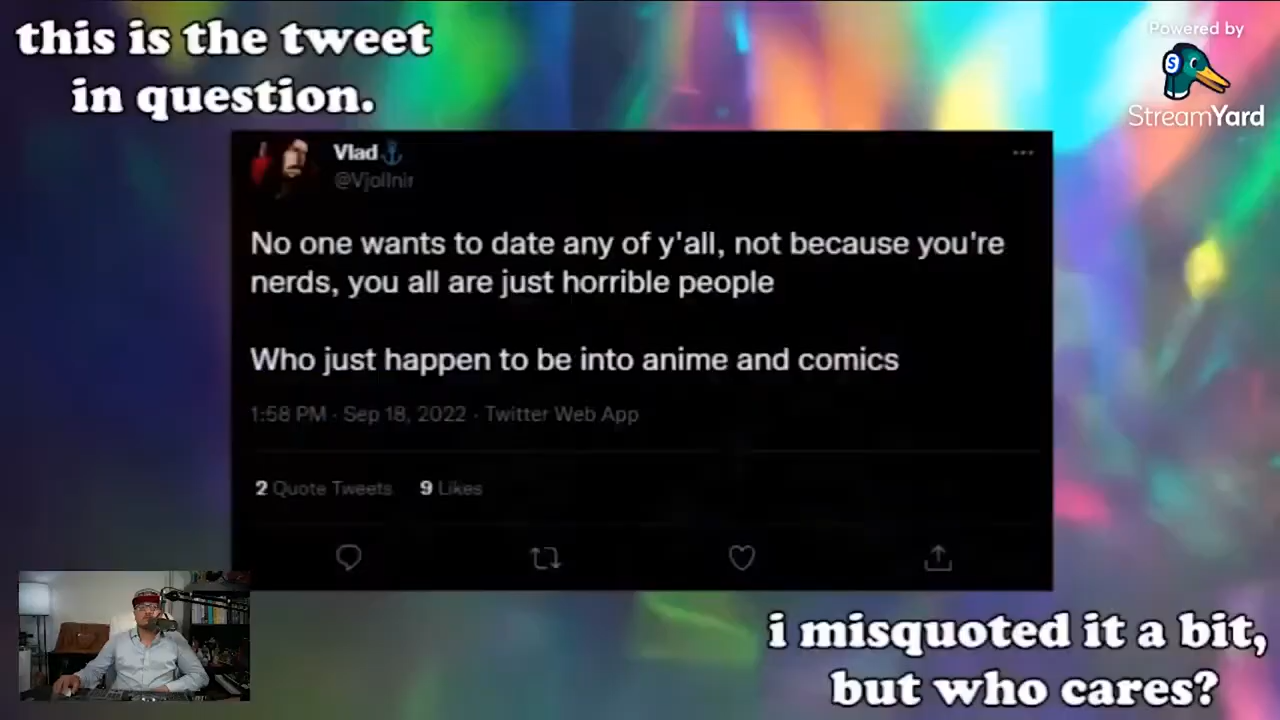 this is the tweet
in question.
Powered by
S
StreamYard
Vlad
@Vjollnir
No one wants to date any of y'all, not because you're
nerds, you all are just horrible people
Who just happen to be into anime and comics
1:58 PM · Sep 18, 2022 · Twitter Web App
2 Quote Tweets 9 Likes
i misquoted it a bit,
but who cares?